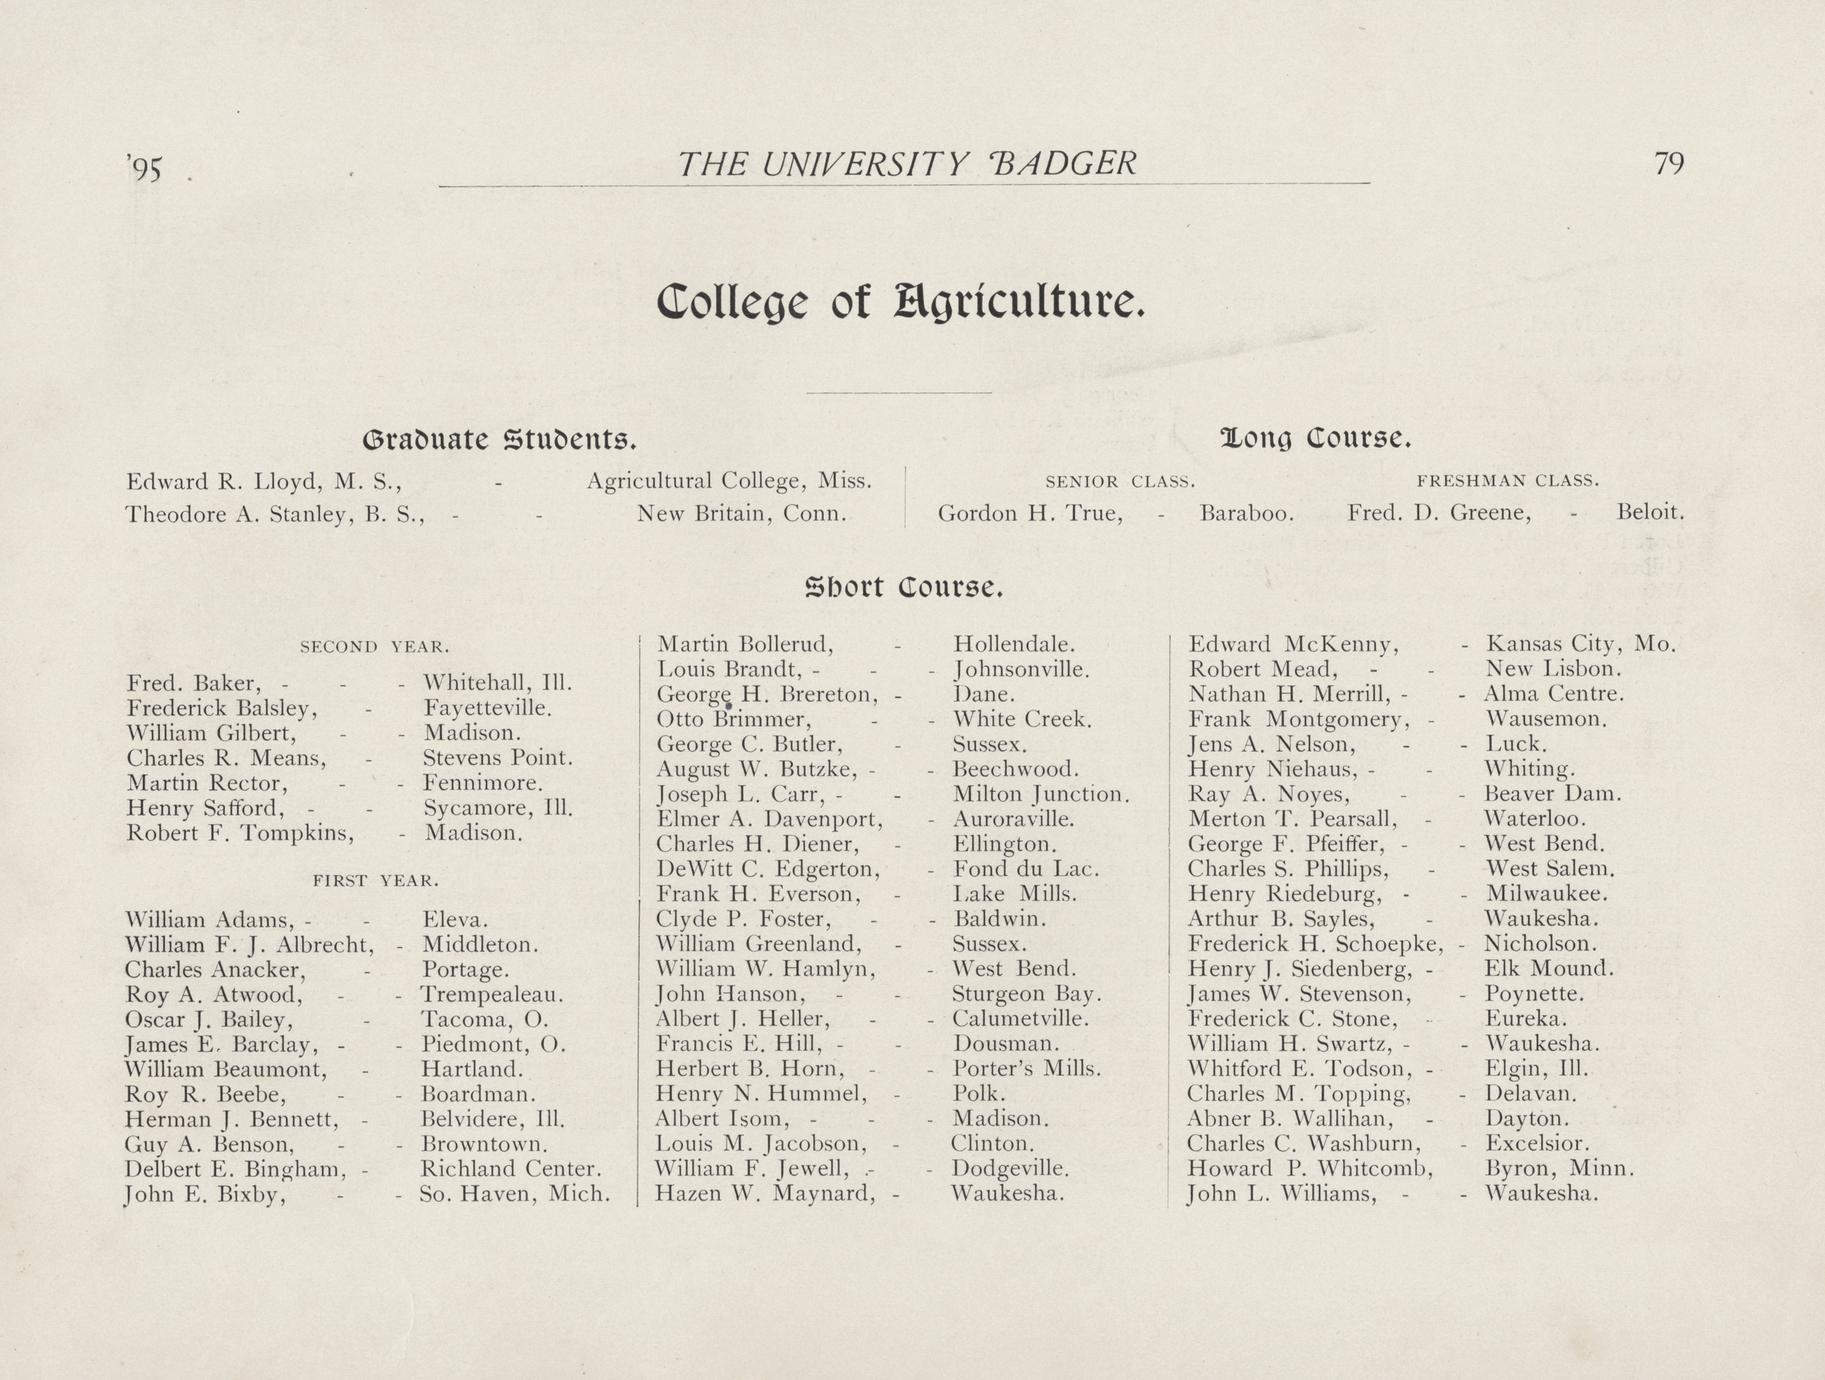 '95 THE UNIVERSITY BADGER 79
College of Agriculture.
Graduate Students.
Edward R. Lloyd, M. S., - Agricultural College, Miss.
Theodore A. Stanley, B. S., - - New Britain, Conn.
Long Course.
SENIOR CLASS.
Gordon H. True, - Baraboo.
FRESHMAN CLASS.
Fred. D. Greene, - Beloit.
Short Course.
SECOND YEAR.
Fred. Baker, - - - Whitehall, Ill.
Frederick Balsley, - Fayetteville.
William Gilbert, - - Madison.
Charles R. Means, - Stevens Point.
Martin Rector, - - Fennimore.
Henry Safford, - - Sycamore, Ill.
Robert F. Tompkins, - Madison.
FIRST YEAR.
William Adams, - - Eleva.
William F. J. Albrecht, - Middleton.
Charles Anacker, - Portage.
Roy A. Atwood, - - Trempealeau.
Oscar J. Bailey, - Tacoma, O.
James E. Barclay, - - Piedmont, O.
William Beaumont, - Hartland.
Roy R. Beebe, - - Boardman.
Herman J. Bennett, - Belvidere, Ill.
Guy A. Benson, - - Browntown.
Delbert E. Bingham, - Richland Center.
John E. Bixby, - - So. Haven, Mich.
Martin Bollerud, - Hollendale.
Louis Brandt, - - - Johnsonville.
George H. Brereton, - Dane.
Otto Brimmer, - - White Creek.
George C. Butler, - Sussex.
August W. Butzke, - - Beechwood.
Joseph L. Carr, - - Milton Junction.
Elmer A. Davenport, - Auroraville.
Charles H. Diener, - Ellington.
DeWitt C. Edgerton, - Fond du Lac.
Frank H. Everson, - Lake Mills.
Clyde P. Foster, - - Baldwin.
William Greenland, - Sussex.
William W. Hamlyn, - West Bend.
John Hanson, - - Sturgeon Bay.
Albert J. Heller, - - Calumetville.
Francis E. Hill, - - Dousman.
Herbert B. Horn, - - Porter's Mills.
Henry N. Hummel, - Polk.
Albert Isom, - - - Madison.
Louis M. Jacobson, - Clinton.
William F. Jewell, - - Dodgeville.
Hazen W. Maynard, - Waukesha.
Edward McKenny, - Kansas City, Mo.
Robert Mead, - - New Lisbon.
Nathan H. Merrill, - - Alma Centre.
Frank Montgomery, - Wausemon.
Jens A. Nelson, - - Luck.
Henry Niehaus, - - Whiting.
Ray A. Noyes, - - Beaver Dam.
Merton T. Pearsall, - Waterloo.
George F. Pfeiffer, - - West Bend.
Charles S. Phillips, - West Salem.
Henry Riedeburg, - - Milwaukee.
Arthur B. Sayles, - Waukesha.
Frederick H. Schoepke, - Nicholson.
Henry J. Siedenberg, - Elk Mound.
James W. Stevenson, - Poynette.
Frederick C. Stone, - Eureka.
William H. Swartz, - - Waukesha.
Whitford E. Todson, - Elgin, Ill.
Charles M. Topping, - Delavan.
Abner B. Wallihan, - Dayton.
Charles C. Washburn, - Excelsior.
Howard P. Whitcomb, Byron, Minn.
John L. Williams, - - Waukesha.